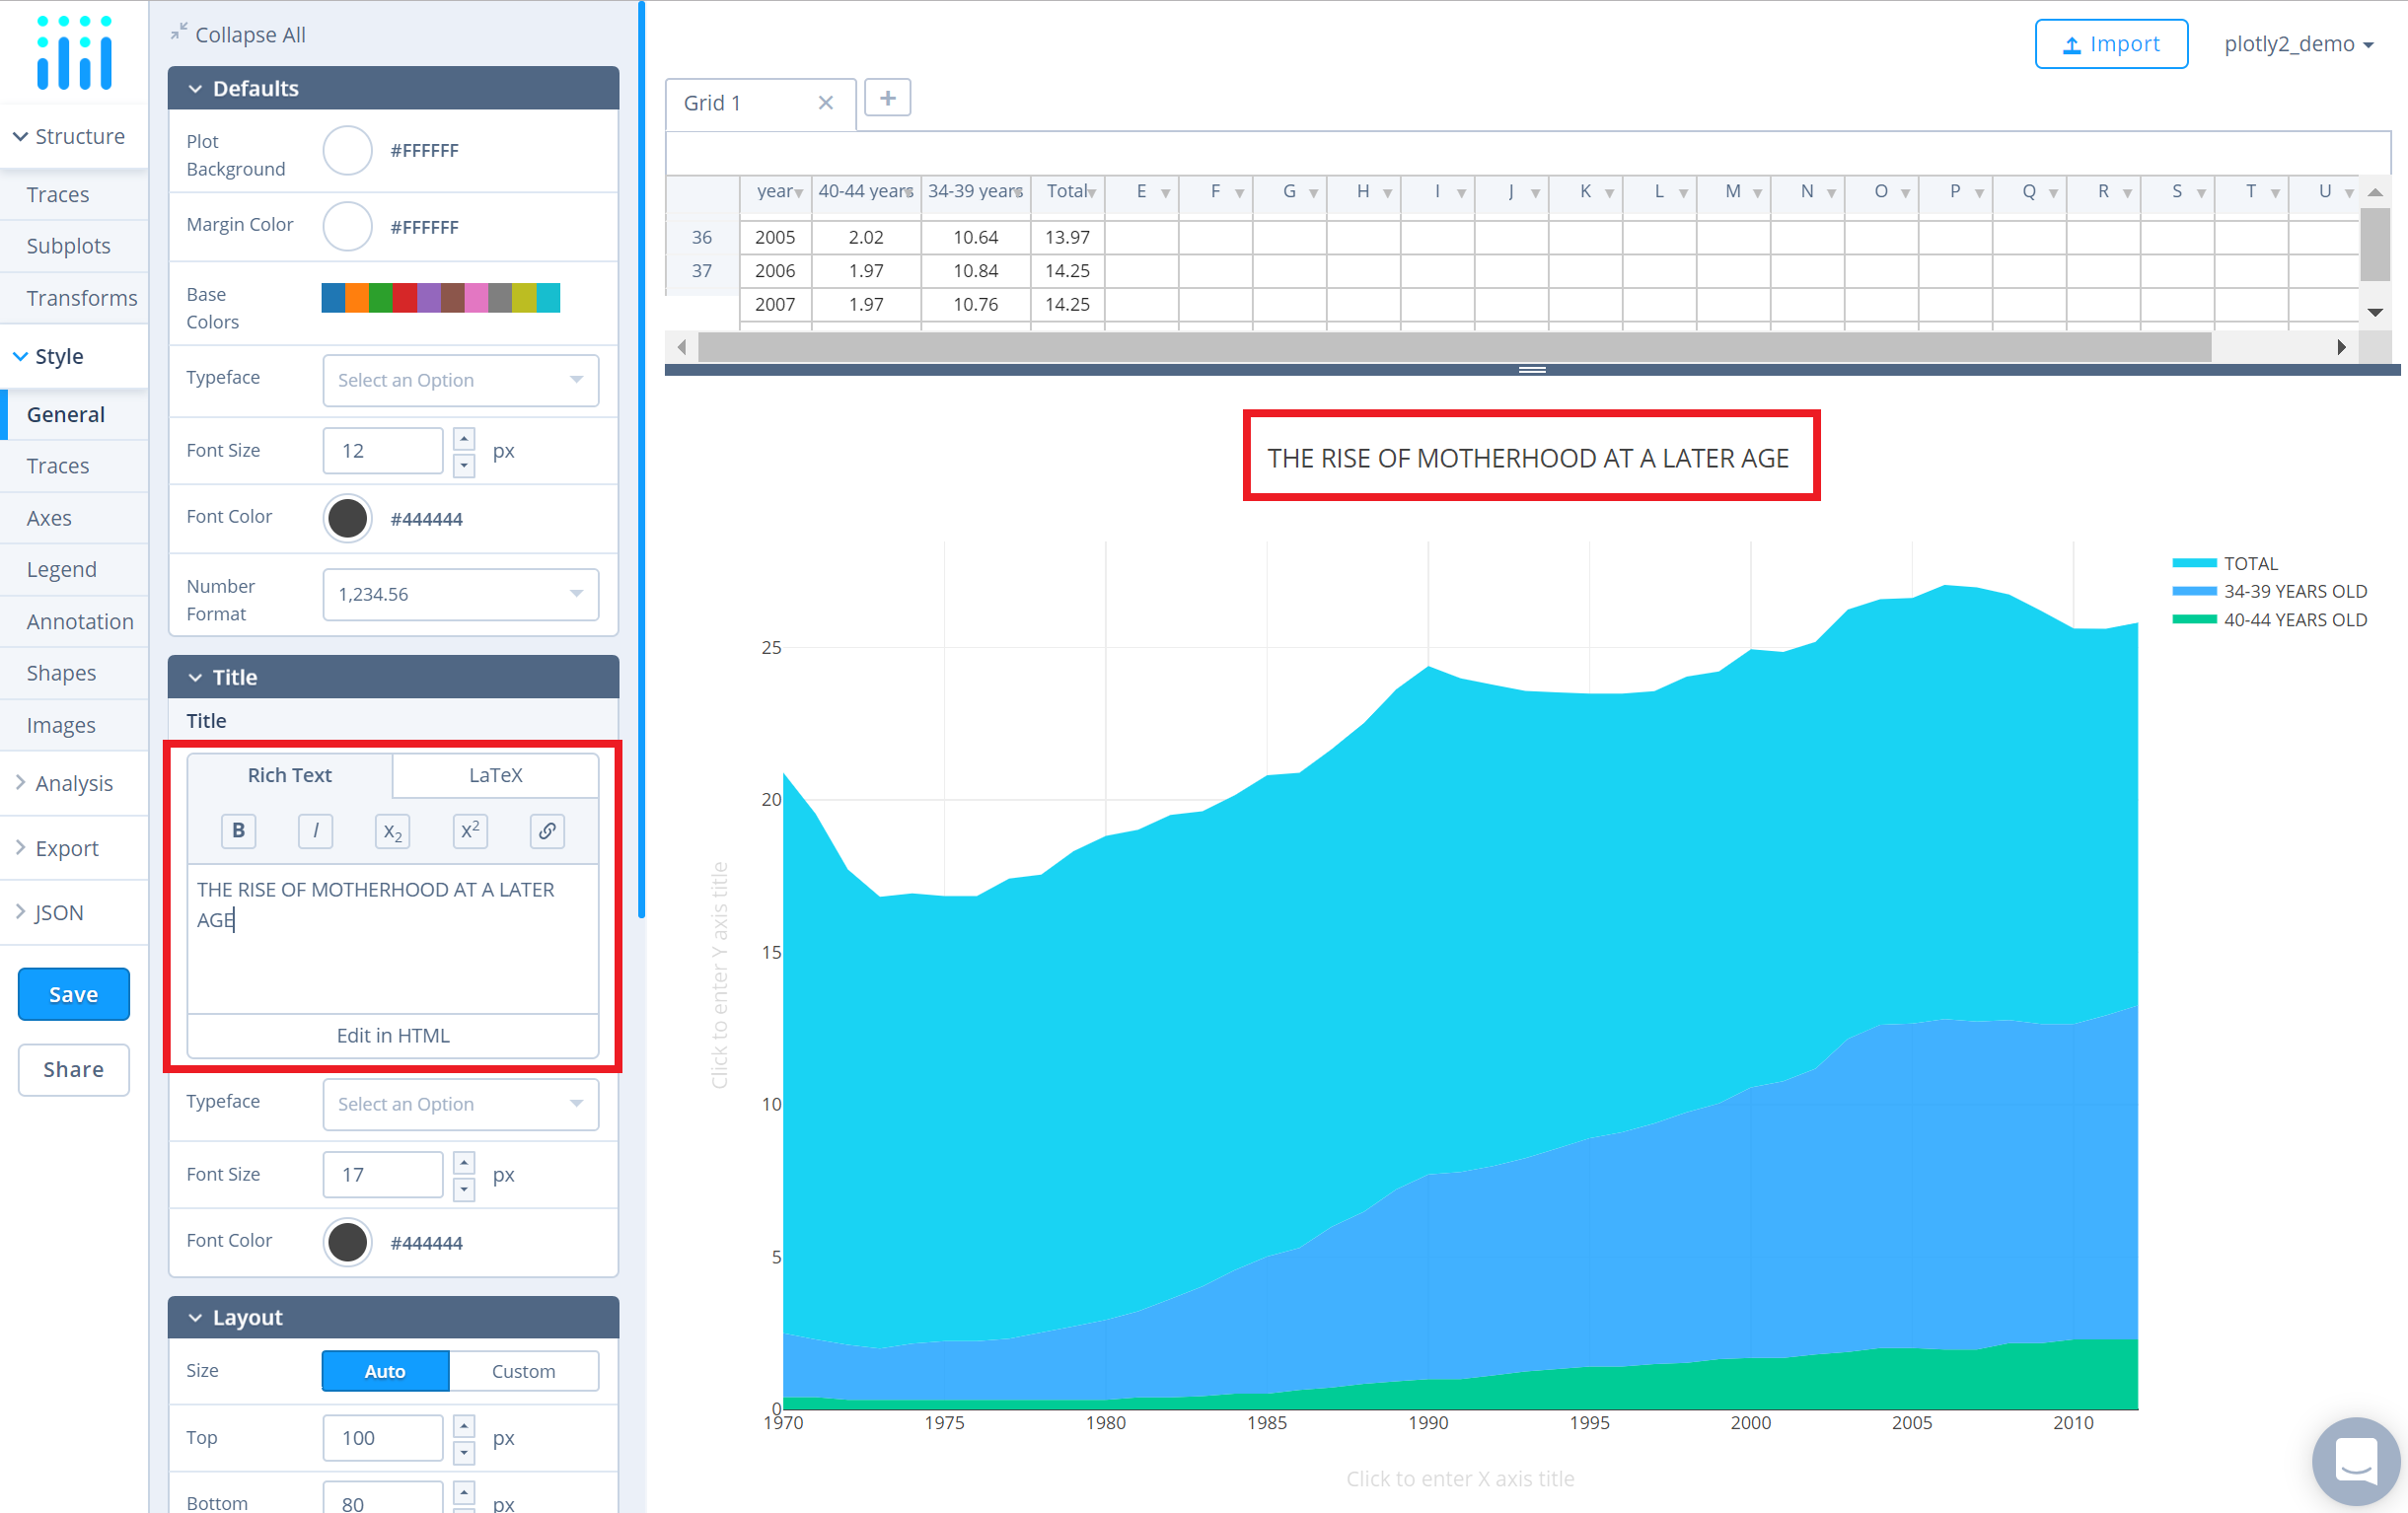 Structure
Traces
Subplots
Transforms
Style
General
Traces
Axes
Legend
Annotation
Shapes
Images
Analysis
Export
JSON
Save
Share
Collapse All
Defaults
Plot
Background
#FFFFFF
Margin Color
#FFFFFF
Base
Colors
Typeface
Select an Option
Font Size
12
px
Font Color
#444444
Number
Format
1,234.56
Title
Title
Rich Text
LaTeX
B
I
x2
x2
THE RISE OF MOTHERHOOD AT A LATER
AGE
Edit in HTML
Typeface
Select an Option
Font Size
17
px
Font Color
#444444
Layout
Size
Auto
Custom
Top
100
px
Bottom
80
px
Import
plotly2_demo
Grid 1
year 40-44 years 34-39 years Total E F G H I J K L M N O P Q R S T U
36 2005 2.02 10.64 13.97
37 2006 1.97 10.84 14.25
2007 1.97 10.76 14.25
THE RISE OF MOTHERHOOD AT A LATER AGE
TOTAL
34-39 YEARS OLD
40-44 YEARS OLD
Click to enter Y axis title
25
20
15
10
5
0
1970 1975 1980 1985 1990 1995 2000 2005 2010
Click to enter X axis title